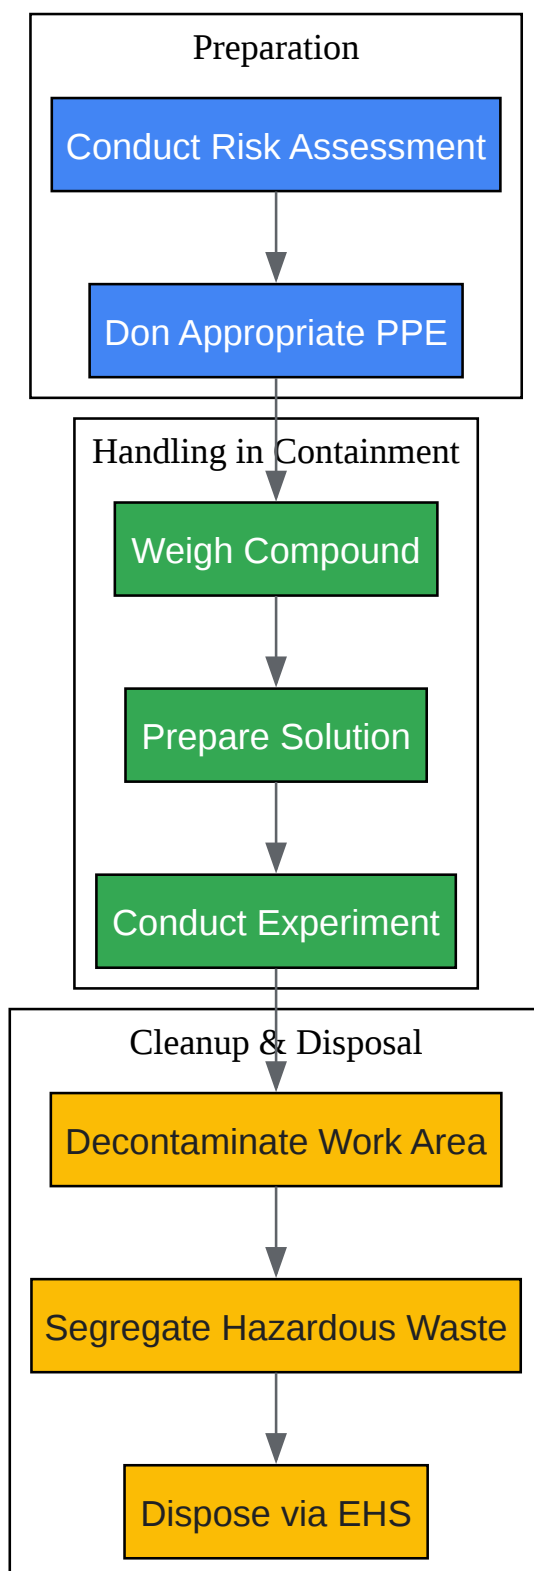 Preparation
Conduct Risk Assessment
Don Appropriate PPE
Handling in Containment
Weigh Compound
Prepare Solution
Conduct Experiment
Cleanup & Disposal
Decontaminate Work Area
Segregate Hazardous Waste
Dispose via EHS